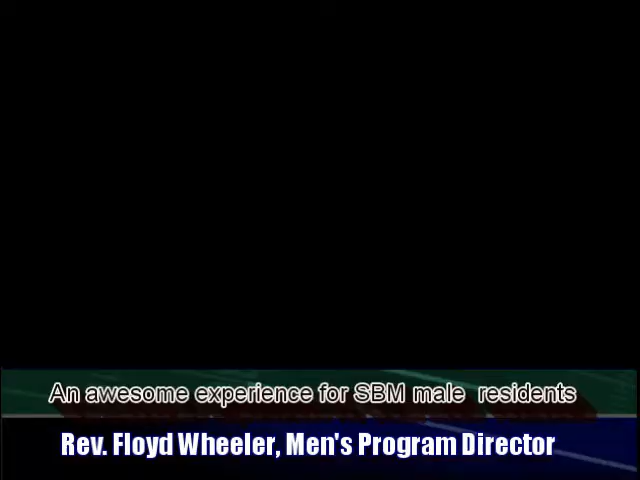 An awesome experience for SBM male residents
Rev. Floyd Wheeler, Men's Program Director